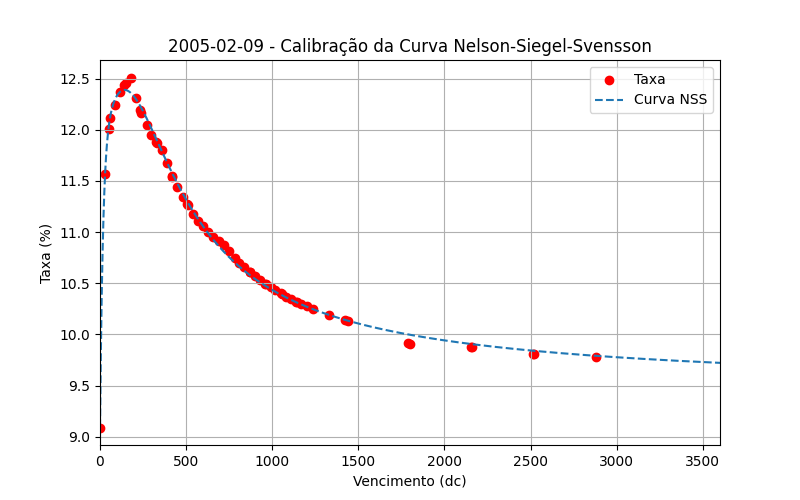 2005-02-09 - Calibração da Curva Nelson-Siegel-Svensson
Taxa
Curva NSS
Taxa (%)
12.5
12.0
11.5
11.0
10.5
10.0
9.5
9.0
0 500 1000 1500 2000 2500 3000 3500
Vencimento (dc)